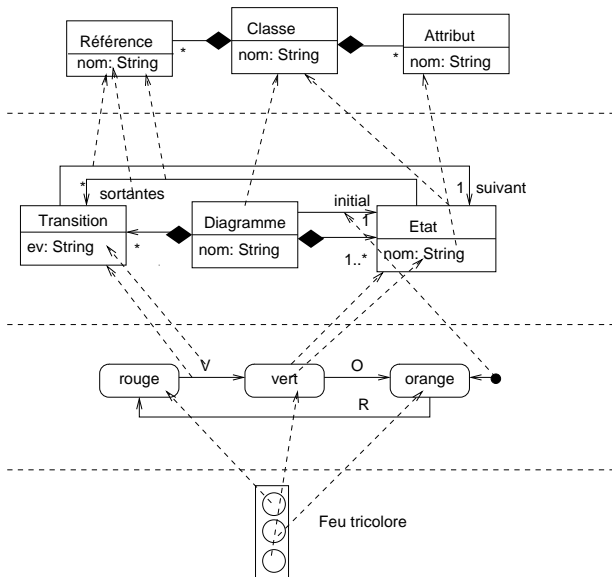 Référence
nom: String
*
Classe
nom: String
*
Attribut
nom: String
*
sortantes
initial
1
suivant
Transition
ev: String
*
Diagramme
nom: String
1
1..*
Etat
nom: String
rouge
V
vert
O
orange
R
Feu tricolore